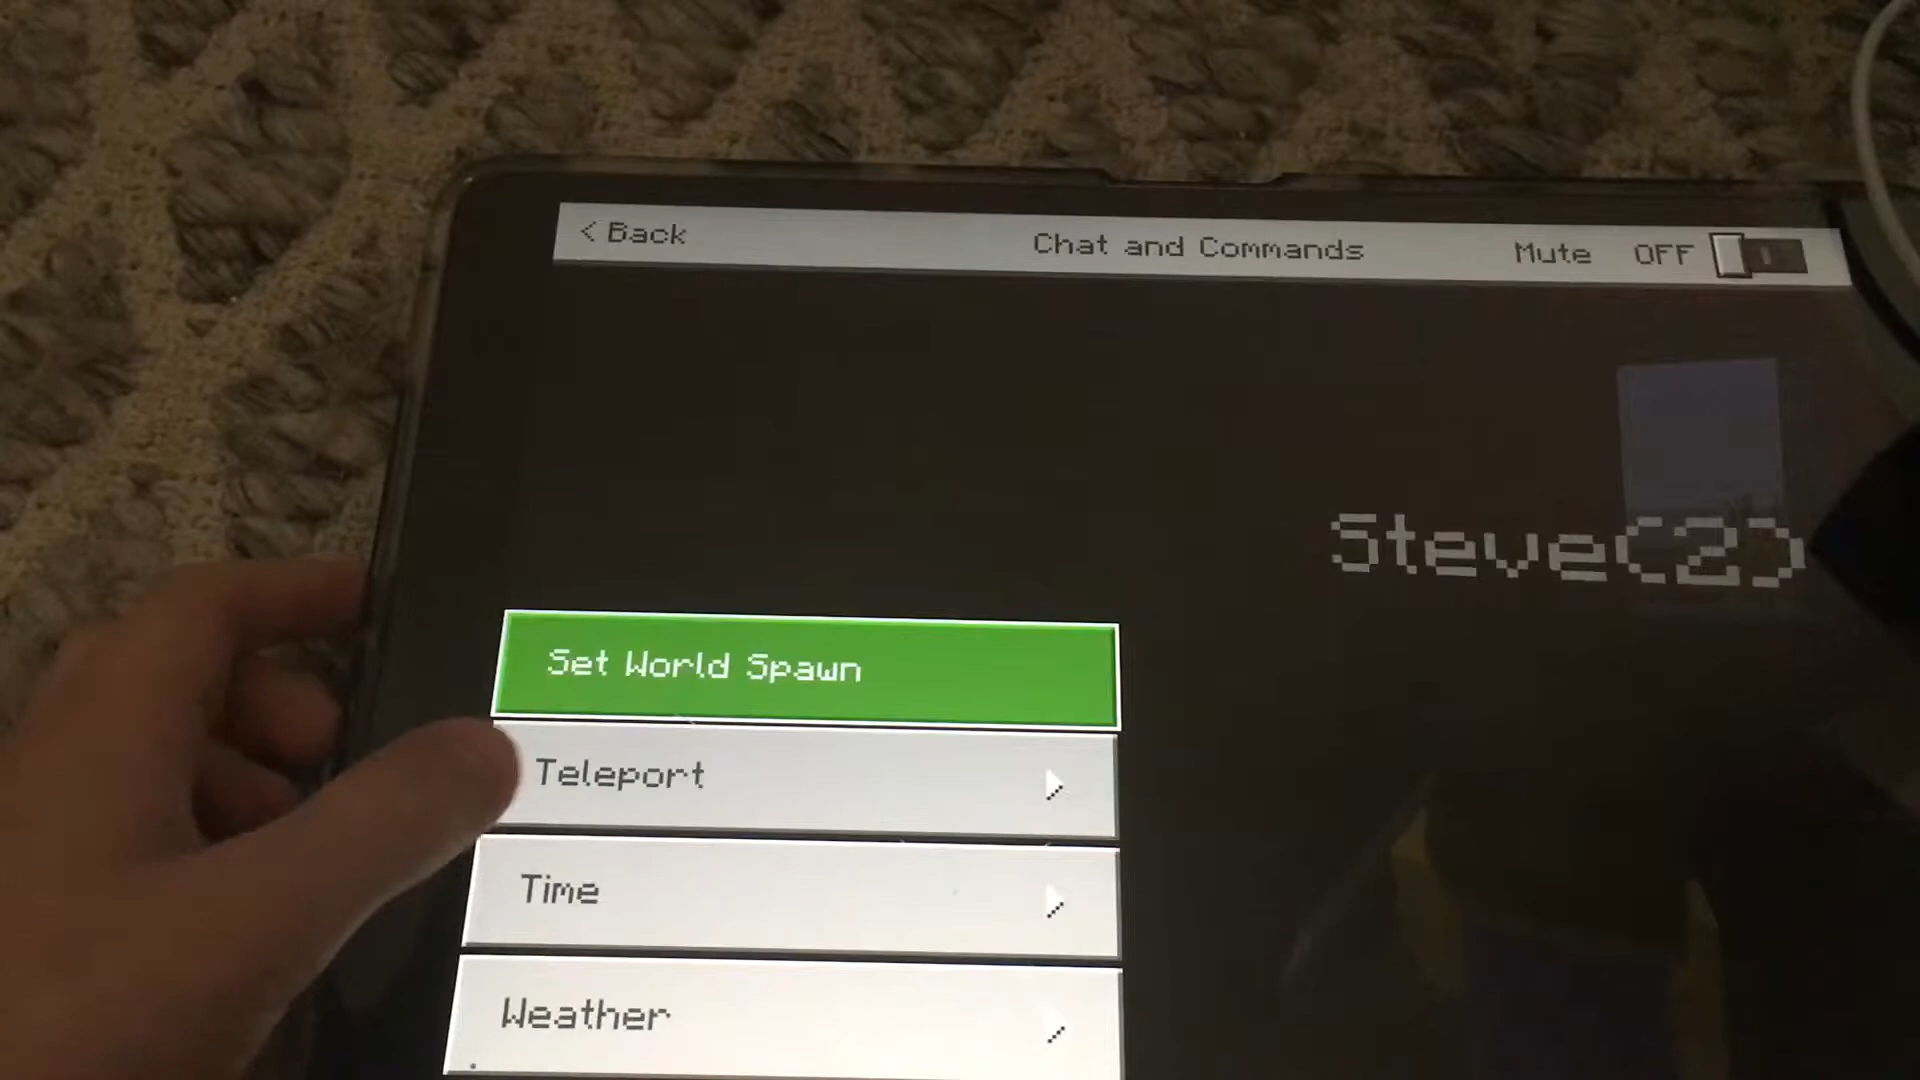 < Back
Chat and Commands
Mute OFF
Steve(2)
Set World Spawn
Teleport
Time
Weather